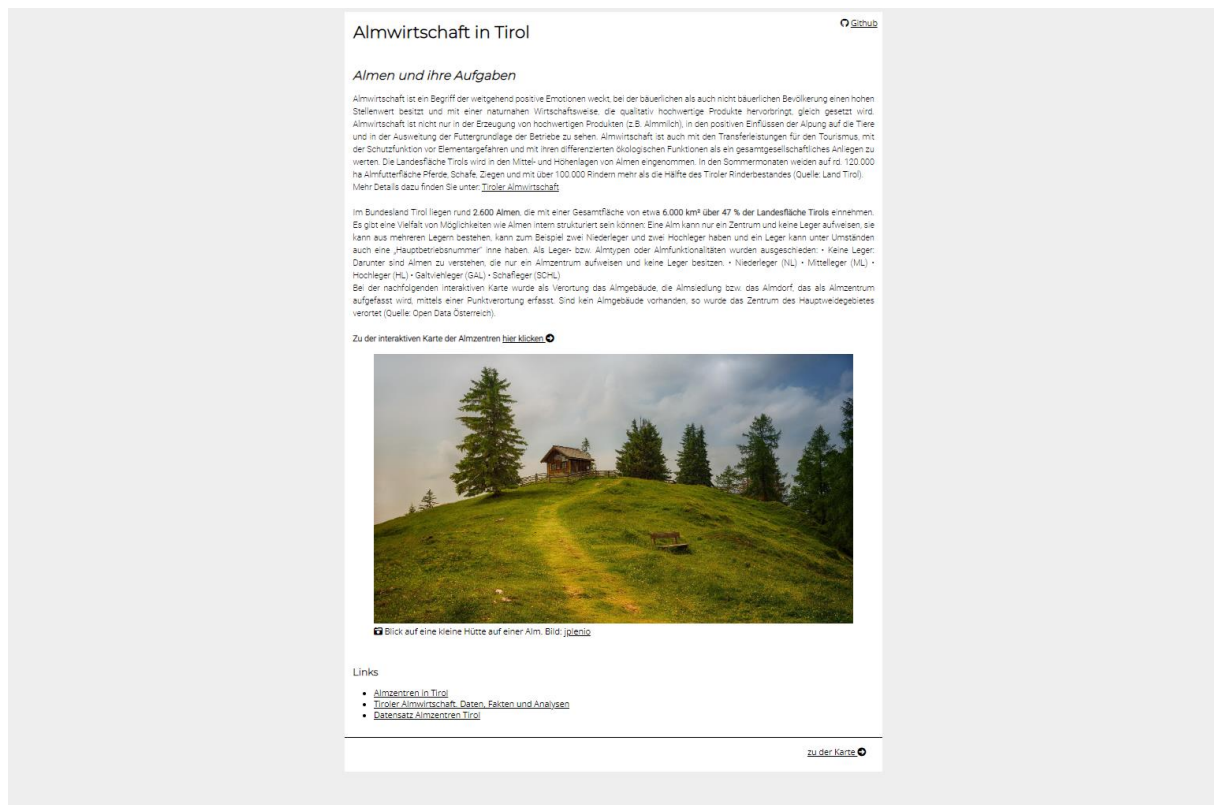 Github
Almwirtschaft in Tirol
Almen und ihre Aufgaben
Almwirtschaft ist ein Begriff der weitgehend positive Emotionen weckt, bei der bäuerlichen als auch nicht bäuerlichen Bevölkerung einen hohen
Stellenwert besitzt und mit einer naturnahen Wirtschaftsweise, die qualitativ hochwertige Produkte hervorbringt, gleich gesetzt wird.
Almwirtschaft ist nicht nur in der Erzeugung von hochwertigen Produkten (z.B. Almmilch), in den positiven Einflüssen der Alpung auf die Tiere
und in der Ausweitung der Futtergrundlage der Betriebe zu sehen. Almwirtschaft ist auch mit den Transferleistungen für den Tourismus, mit
der Schutzfunktion vor Elementargefahren und mit ihren differenzierten ökologischen Funktionen als ein gesamtgesellschaftliches Anliegen zu
werten. Die Landesfläche Tirols wird in den Mittel- und Höhenlagen von Almen eingenommen. In den Sommermonaten weiden auf rd. 120.000
ha Almfutterfläche Pferde, Schafe, Ziegen und mit über 100.000 Rindern mehr als die Hälfte des Tiroler Rinderbestandes (Quelle: Land Tirol).
Mehr Details dazu finden Sie unter: Tiroler Almwirtschaft
Im Bundesland Tirol liegen rund 2.600 Almen, die mit einer Gesamtfläche von etwa 6.000 km² über 47 % der Landesfläche Tirols einnehmen.
Es gibt eine Vielfalt von Möglichkeiten wie Almen intern strukturiert sein können: Eine Alm kann nur ein Zentrum und keine Leger aufweisen, sie
kann aus mehreren Legern bestehen, kann zum Beispiel zwei Niederleger und zwei Hochleger haben und ein Leger kann unter Umständen
auch eine „Hauptbetriebsnummer" inne haben. Als Leger- bzw. Almtypen oder Almfunktionalitäten wurden ausgeschieden: • Keine Leger:
Darunter sind Almen zu verstehen, die nur ein Almzentrum aufweisen und keine Leger besitzen. • Niederleger (NL) • Mittelleger (ML) •
Hochleger (HL) • Galtviehleger (GAL) • Schafleger (SCHL)
Bei der nachfolgenden interaktiven Karte wurde als Verortung das Almgebäude, die Almsiedlung bzw. das Almdorf, das als Almzentrum
aufgefasst wird, mittels einer Punktverortung erfasst. Sind kein Almgebäude vorhanden, so wurde das Zentrum des Hauptweidegebietes
verortet (Quelle: Open Data Österreich).
Zu der interaktiven Karte der Almzentren hier klicken
Blick auf eine kleine Hütte auf einer Alm. Bild: jplenio
Links
• Almzentren in Tirol
• Tiroler Almwirtschaft. Daten, Fakten und Analysen
• Datensatz Almzentren Tirol
zu der Karte